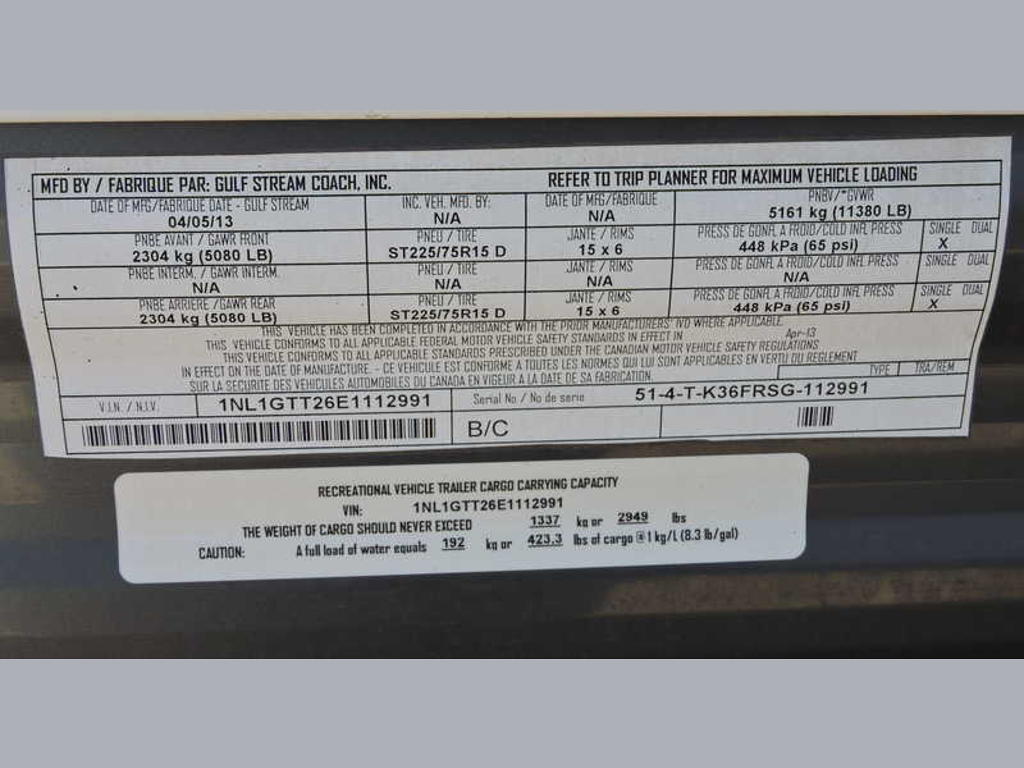 MFD BY / FABRIQUE PAR: GULF STREAM COACH, INC. REFER TO TRIP PLANNER FOR MAXIMUM VEHICLE LOADING
DATE OF MFG/FABRIQUE DATE - GULF STREAM INC. VEH. MFD. BY: DATE OF MFG/FABRIQUE PNBV/*GVWR
04/05/13 N/A N/A 5161 kg (11380 LB)
PNBE AVANT / GAWR FRONT PNEU / TIRE JANTE / RIMS PRESS DE GONFL A FROID/COLD INFL PRESS SINGLE DUAL
2304 kg (5080 LB) ST225/75R15 D 15 x 6 448 kPa (65 psi) X
PNBE INTERM. / GAWR INTERM. PNEU / TIRE JANTE / RIMS PRESS DE GONFL A FROID/COLD INFL PRESS SINGLE DUAL
N/A N/A N/A N/A
PNBE ARRIERE / GAWR REAR PNEU / TIRE JANTE / RIMS PRESS DE GONFL A FROID/COLD INFL PRESS SINGLE DUAL
2304 kg (5080 LB) ST225/75R15 D 15 x 6 448 kPa (65 psi) X
THIS VEHICLE HAS BEEN COMPLETED IN ACCORDANCE WITH THE PRIOR MANUFACTURERS' IVD WHERE APPLICABLE.
THIS VEHICLE CONFORMS TO ALL APPLICABLE FEDERAL MOTOR VEHICLE SAFETY STANDARDS IN EFFECT IN Apr-13
THIS VEHICLE CONFORMS TO ALL APPLICABLE STANDARDS PRESCRIBED UNDER THE CANADIAN MOTOR VEHICLE SAFETY REGULATIONS
IN EFFECT ON THE DATE OF MANUFACTURE. - CE VEHICULE EST CONFORME A TOUTES LES NORMES QUI LUI SONT APPLICABLES EN VERTU DU REGLEMENT
SUR LA SECURITE DES VEHICULES AUTOMOBILES DU CANADA EN VIGEUR A LA DATE DE SA FABRICATION. TYPE TRA/REM
V.I.N. / N.I.V. 1NL1GTT26E1112991 Serial No / No de serie 51-4-T-K36FRSG-112991
B/C
RECREATIONAL VEHICLE TRAILER CARGO CARRYING CAPACITY
VIN: 1NL1GTT26E1112991
THE WEIGHT OF CARGO SHOULD NEVER EXCEED 1337 kg or 2949 lbs
CAUTION: A full load of water equals 192 kg or 423.3 lbs of cargo @ 1 kg/L (8.3 lb/gal)